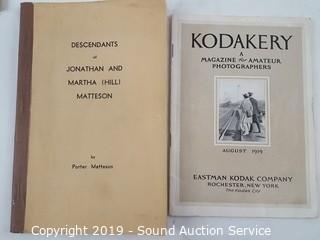 DESCENDANTS
of
JONATHAN AND
MARTHA (HILL)
MATTESON
by
Porter Matteson
KODAKERY
A
MAGAZINE for AMATEUR
PHOTOGRAPHERS
AUGUST 1919
EASTMAN KODAK COMPANY
ROCHESTER, NEW YORK
The Kodak City
Copyright 2019 - Sound Auction Service